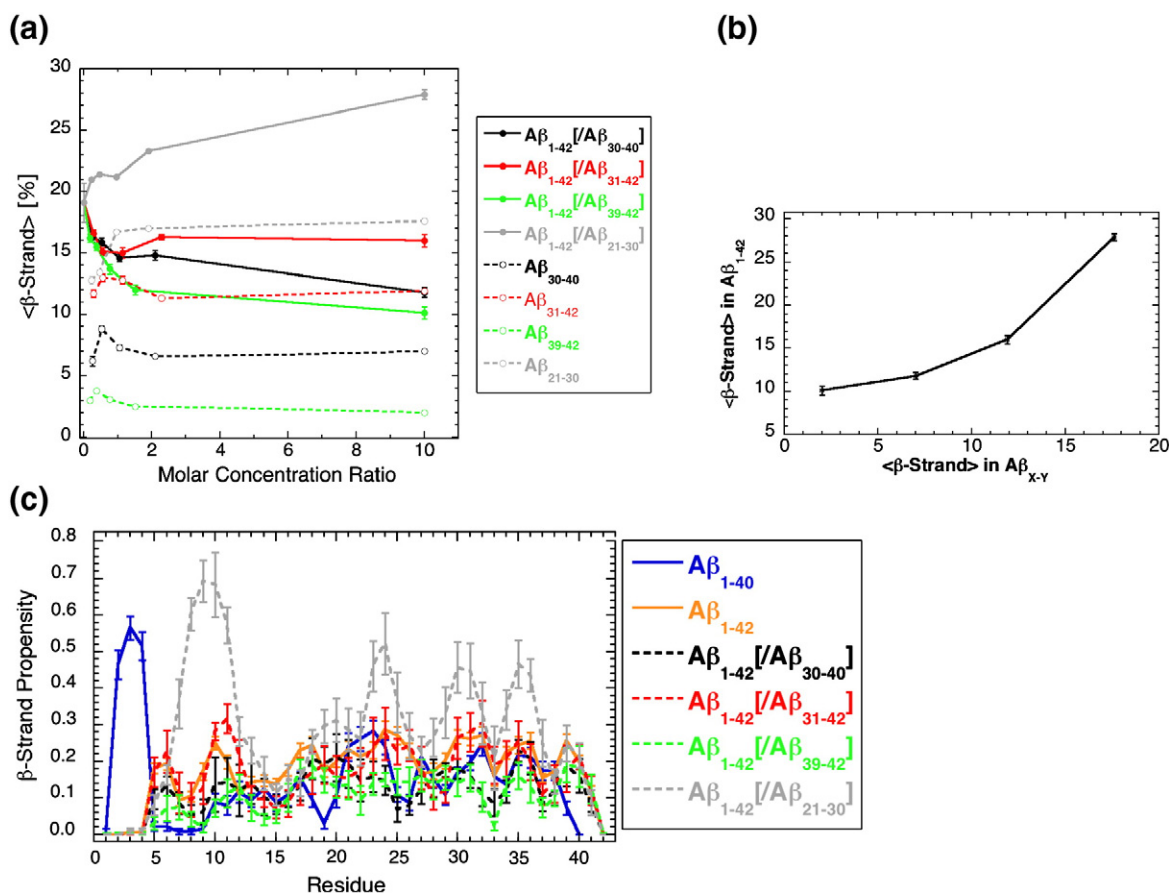 (a)
30
25
20
15
10
5
0
<β-Strand> [%]
0 2 4 6 8 10
Molar Concentration Ratio
Aβ1-42[/Aβ30-40]
Aβ1-42[/Aβ31-42]
Aβ1-42[/Aβ39-42]
Aβ1-42[/Aβ21-30]
Aβ30-40
Aβ31-42
Aβ39-42
Aβ21-30
(b)
30
25
20
15
10
5
<β-Strand> in Aβ1-42
0 5 10 15 20
<β-Strand> in AβX-Y
(c)
0.8
0.7
0.6
0.5
0.4
0.3
0.2
0.1
0.0
β-Strand Propensity
0 5 10 15 20 25 30 35 40
Residue
Aβ1-40
Aβ1-42
Aβ1-42[/Aβ30-40]
Aβ1-42[/Aβ31-42]
Aβ1-42[/Aβ39-42]
Aβ1-42[/Aβ21-30]